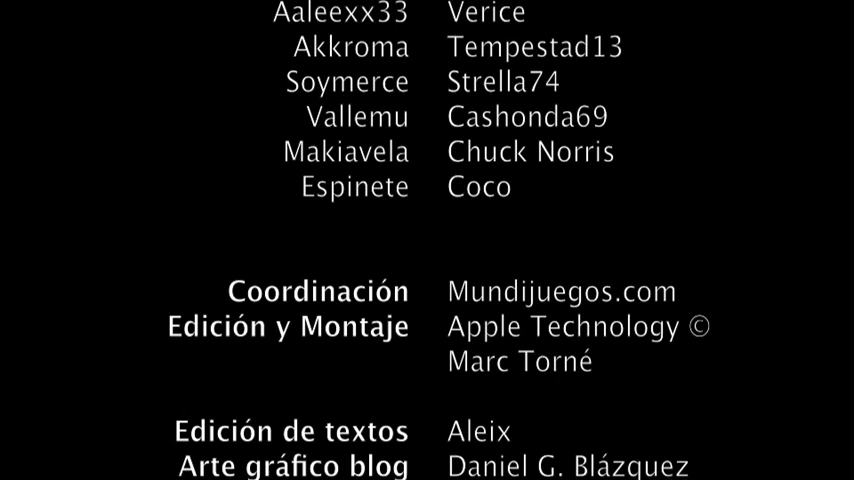 Aaleexx33 Verice
Akkroma Tempestad13
Soymerce Strella74
Vallemu Cashonda69
Makiavela Chuck Norris
Espinete Coco
Coordinación Mundijuegos.com
Edición y Montaje Apple Technology ©
Marc Torné
Edición de textos Aleix
Arte gráfico blog Daniel G. Blázquez